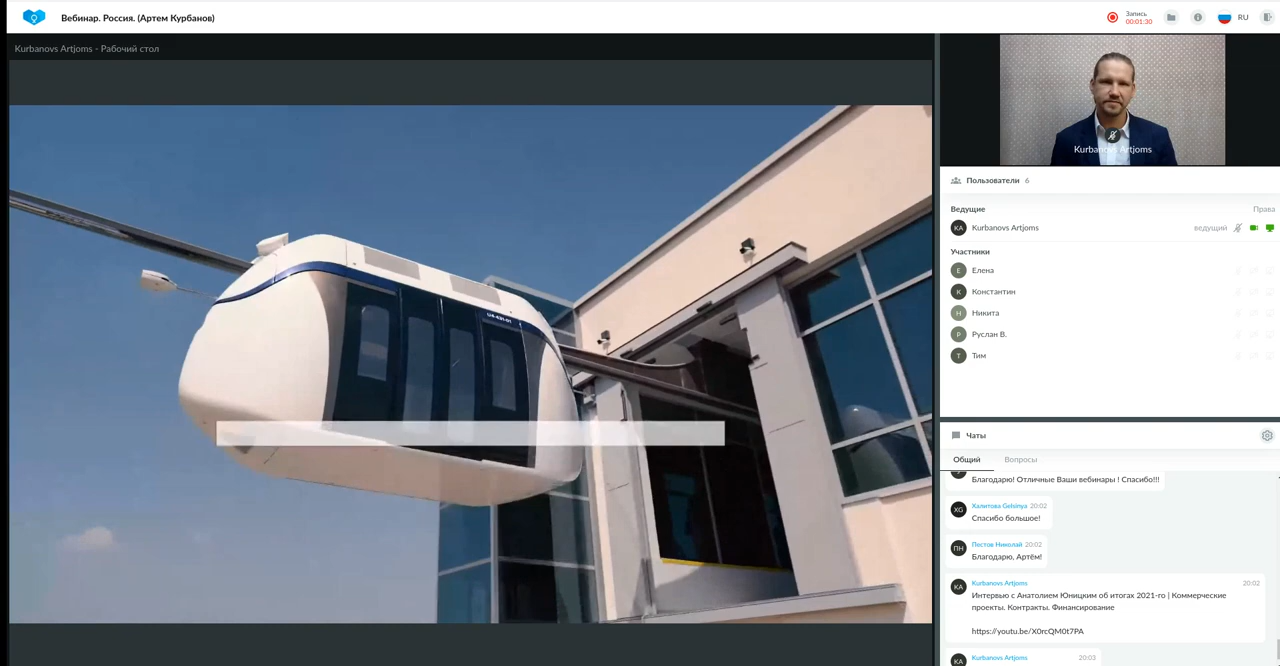 Вебинар. Россия. (Артем Курбанов)
Запись
00:01:30
RU
Kurbanovs Artjoms - Рабочий стол
U4-431-01
Kurbanovs Artjoms
Пользователи 6
Ведущие Права
KA Kurbanovs Artjoms ведущий
Участники
Е Елена
К Константин
Н Никита
Р Руслан В.
Т Тим
Чаты
Общий Вопросы
Благодарю! Отличные Ваши вебинары ! Спасибо!!!
XG Халитова Gelsinya 20:02
Спасибо большое!
ПН Пестов Николай 20:02
Благодарю, Артём!
KA Kurbanovs Artjoms 20:02
Интервью с Анатолием Юницким об итогах 2021-го | Коммерческие
проекты. Контракты. Финансирование
https://youtu.be/X0rcQM0t7PA
KA Kurbanovs Artjoms 20:03